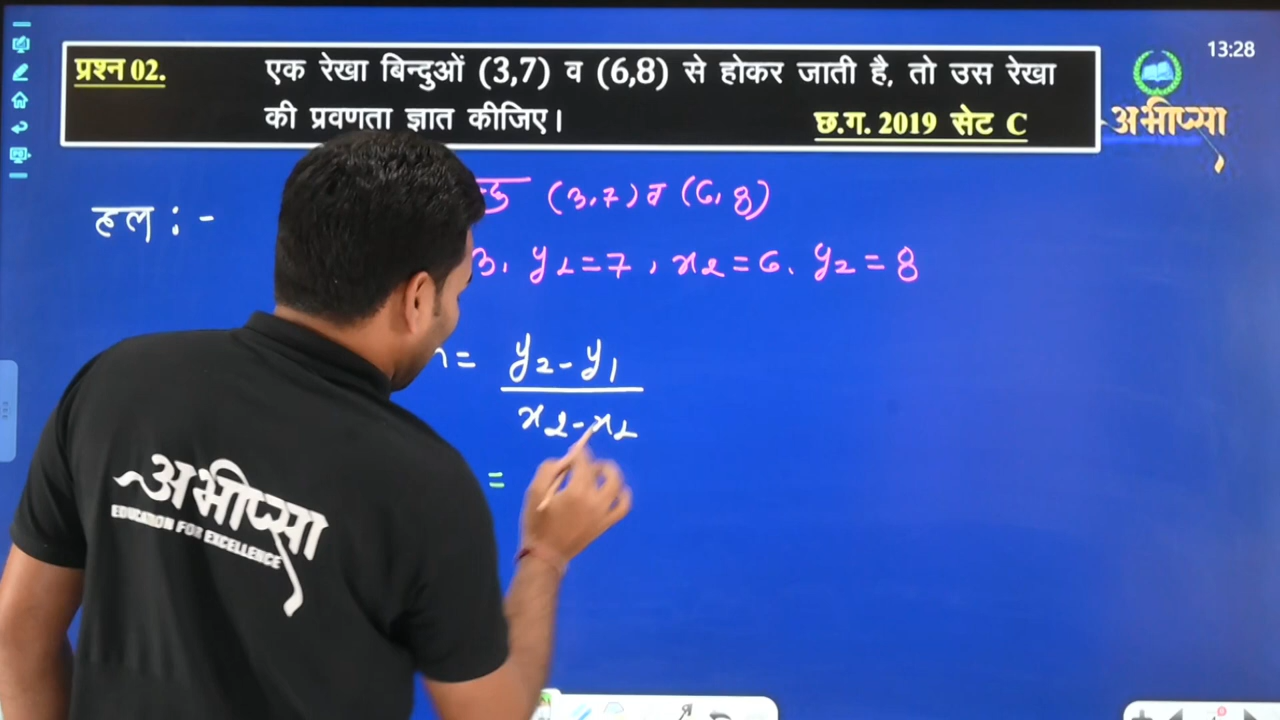 13:28
प्रश्न 02. एक रेखा बिन्दुओं (3,7) व (6,8) से होकर जाती है, तो उस रेखा
की प्रवणता ज्ञात कीजिए। छ.ग. 2019 सेट C
अभीप्सा
हल :-
(3,7) व (6,8)
3, y1=7, x2=6, y2=8
= y2-y1
x2-x1
=
अभीप्सा
EDUCATION FOR EXCELLENCE